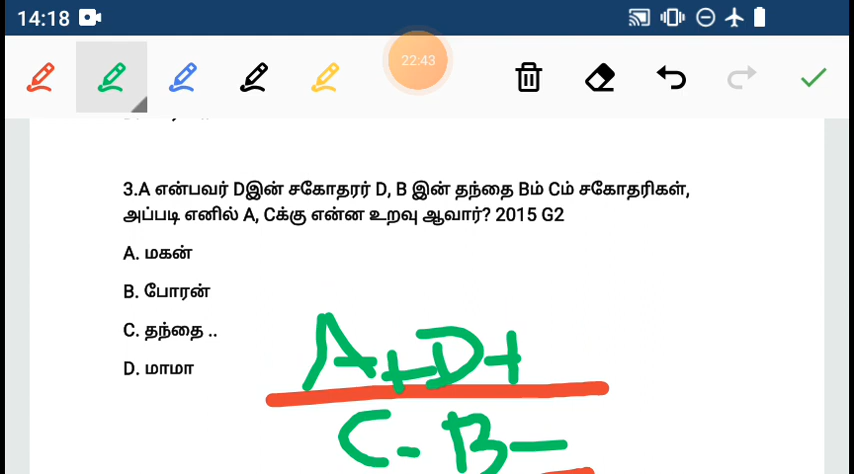 14:18
22:43
3.A என்பவர் Dஇன் சகோதரர் D, B இன் தந்தை Bம் Cம் சகோதரிகள்,
அப்படி எனில் A, Cக்கு என்ன உறவு ஆவார்? 2015 G2
A. மகன்
B. போரன்
C. தந்தை ..
D. மாமா
A+D+
C-B-